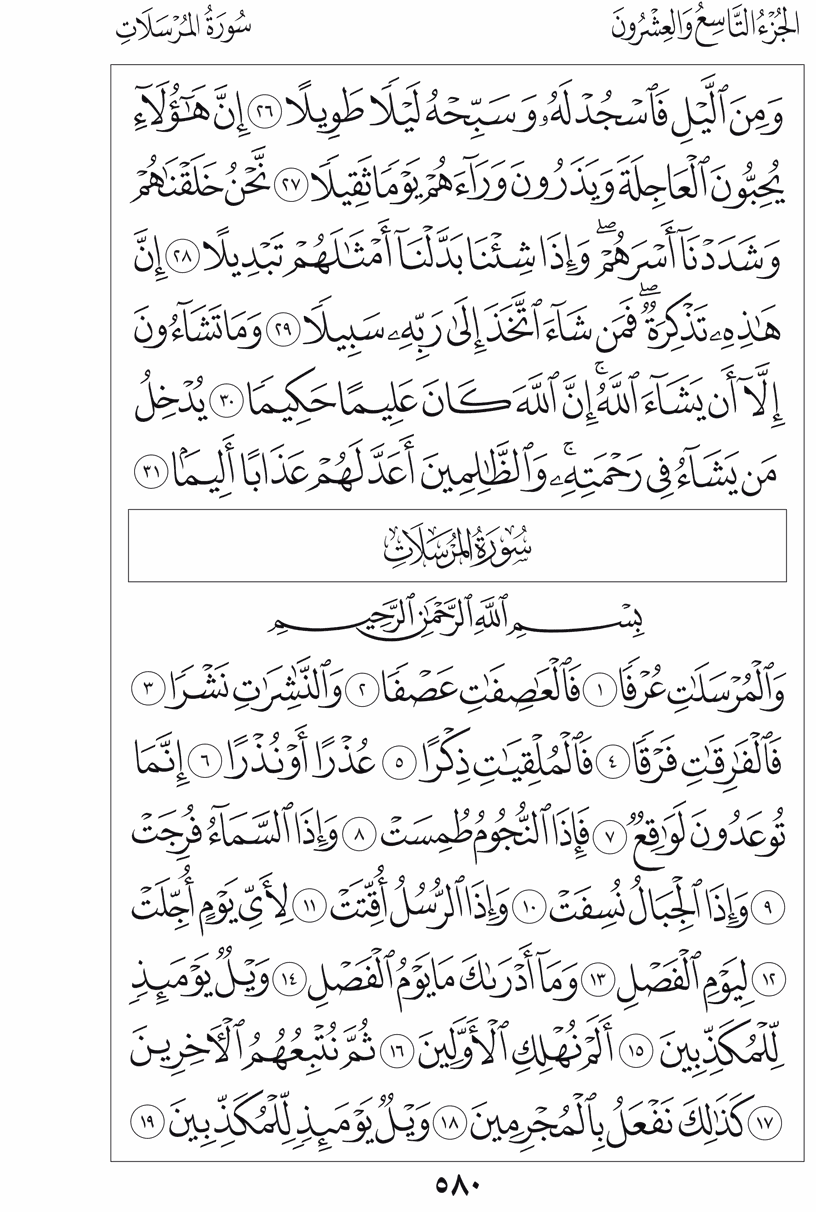 الجُزْءُ التَّاسِعُ وَالعِشْرُونَ
سُورَةُ المُرْسَلَاتِ
وَمِنَ ٱلَّيْلِ فَٱسْجُدْ لَهُۥ وَسَبِّحْهُ لَيْلًا طَوِيلًا ٢٦ إِنَّ هَـٰٓؤُلَآءِ
يُحِبُّونَ ٱلْعَاجِلَةَ وَيَذَرُونَ وَرَآءَهُمْ يَوْمًا ثَقِيلًا ٢٧ نَّحْنُ خَلَقْنَـٰهُمْ
وَشَدَدْنَآ أَسْرَهُمْ ۖ وَإِذَا شِئْنَا بَدَّلْنَآ أَمْثَـٰلَهُمْ تَبْدِيلًا ٢٨ إِنَّ
هَـٰذِهِۦ تَذْكِرَةٌ ۖ فَمَن شَآءَ ٱتَّخَذَ إِلَىٰ رَبِّهِۦ سَبِيلًا ٢٩ وَمَا تَشَآءُونَ
إِلَّآ أَن يَشَآءَ ٱللَّهُ ۚ إِنَّ ٱللَّهَ كَانَ عَلِيمًا حَكِيمًا ٣٠ يُدْخِلُ
مَن يَشَآءُ فِى رَحْمَتِهِۦ ۚ وَٱلظَّـٰلِمِينَ أَعَدَّ لَهُمْ عَذَابًا أَلِيمًۢا ٣١
سُورَةُ المُرْسَلَاتِ
بِسْمِ ٱللَّهِ ٱلرَّحْمَـٰنِ ٱلرَّحِيمِ
وَٱلْمُرْسَلَـٰتِ عُرْفًا ١ فَٱلْعَـٰصِفَـٰتِ عَصْفًا ٢ وَٱلنَّـٰشِرَٰتِ نَشْرًا ٣
فَٱلْفَـٰرِقَـٰتِ فَرْقًا ٤ فَٱلْمُلْقِيَـٰتِ ذِكْرًا ٥ عُذْرًا أَوْ نُذْرًا ٦ إِنَّمَا
تُوعَدُونَ لَوَٰقِعٌ ٧ فَإِذَا ٱلنُّجُومُ طُمِسَتْ ٨ وَإِذَا ٱلسَّمَآءُ فُرِجَتْ
٩ وَإِذَا ٱلْجِبَالُ نُسِفَتْ ١٠ وَإِذَا ٱلرُّسُلُ أُقِّتَتْ ١١ لِأَىِّ يَوْمٍ أُجِّلَتْ
١٢ لِيَوْمِ ٱلْفَصْلِ ١٣ وَمَآ أَدْرَىٰكَ مَا يَوْمُ ٱلْفَصْلِ ١٤ وَيْلٌ يَوْمَئِذٍ
لِّلْمُكَذِّبِينَ ١٥ أَلَمْ نُهْلِكِ ٱلْأَوَّلِينَ ١٦ ثُمَّ نُتْبِعُهُمُ ٱلْـَٔاخِرِينَ
١٧ كَذَٰلِكَ نَفْعَلُ بِٱلْمُجْرِمِينَ ١٨ وَيْلٌ يَوْمَئِذٍ لِّلْمُكَذِّبِينَ ١٩
٥٨٠